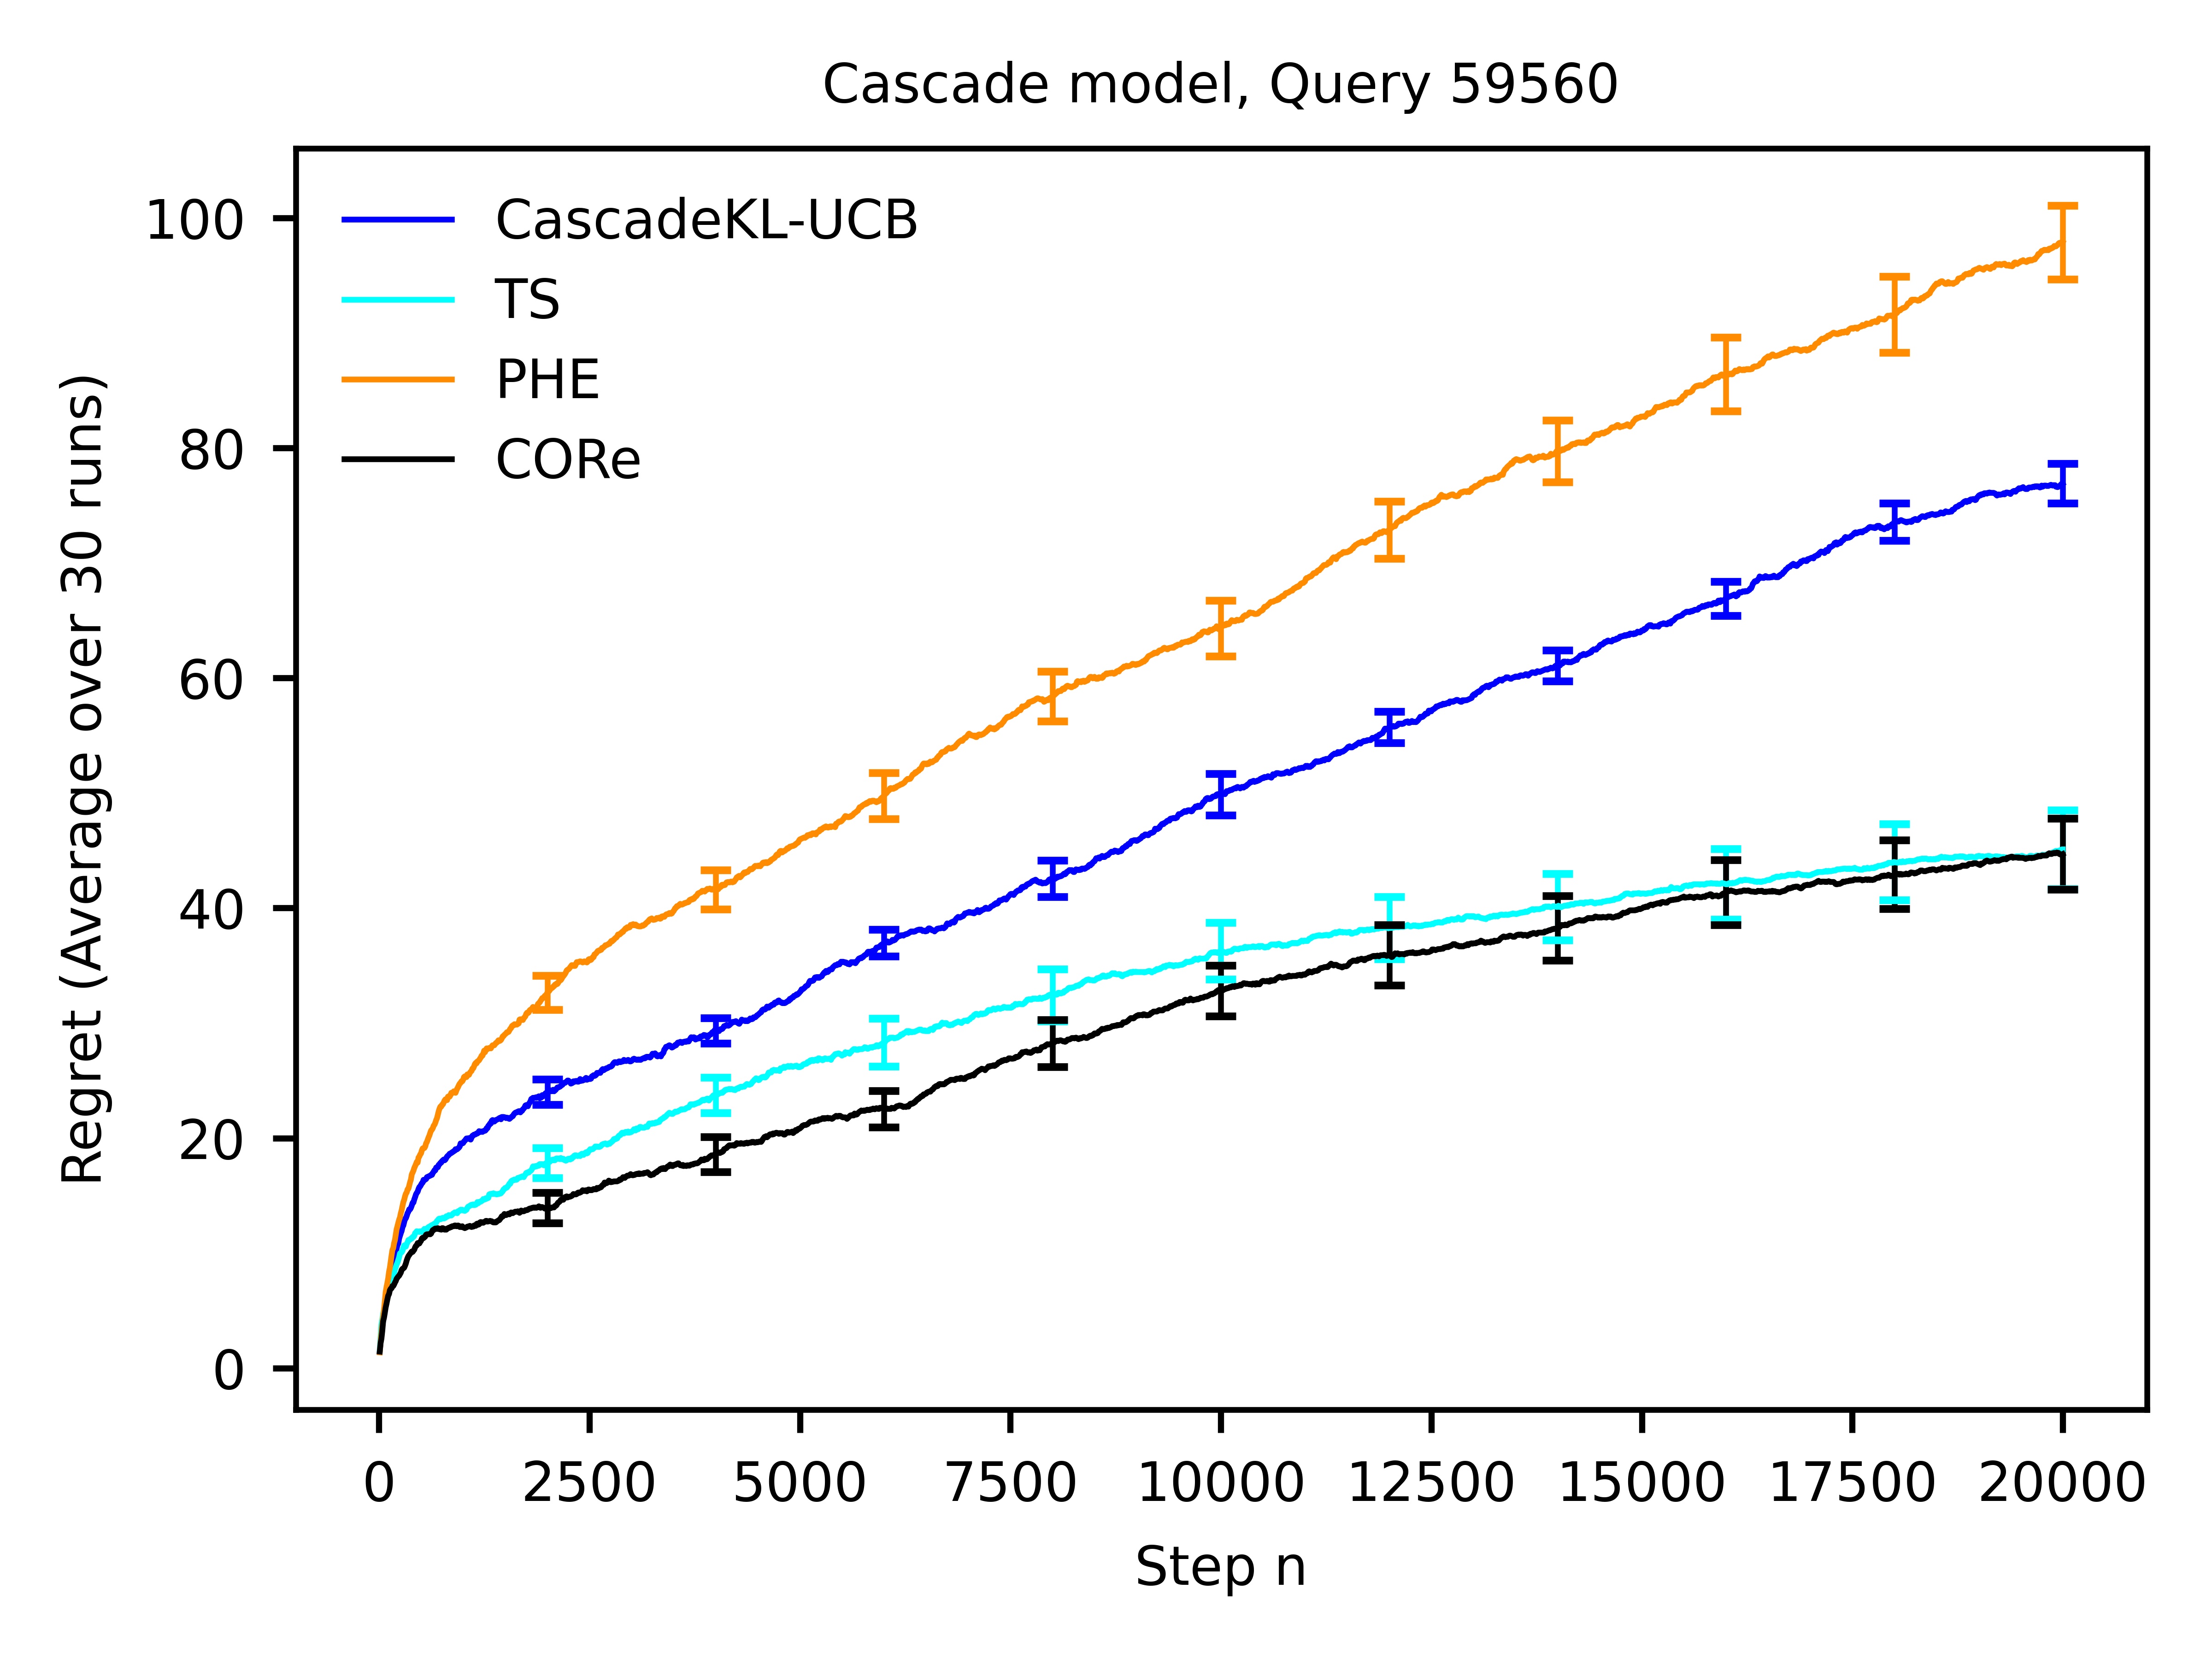 Cascade model, Query 59560
CascadeKL-UCB
TS
PHE
CORe
Regret (Average over 30 runs)
100
80
60
40
20
0
0 2500 5000 7500 10000 12500 15000 17500 20000
Step n